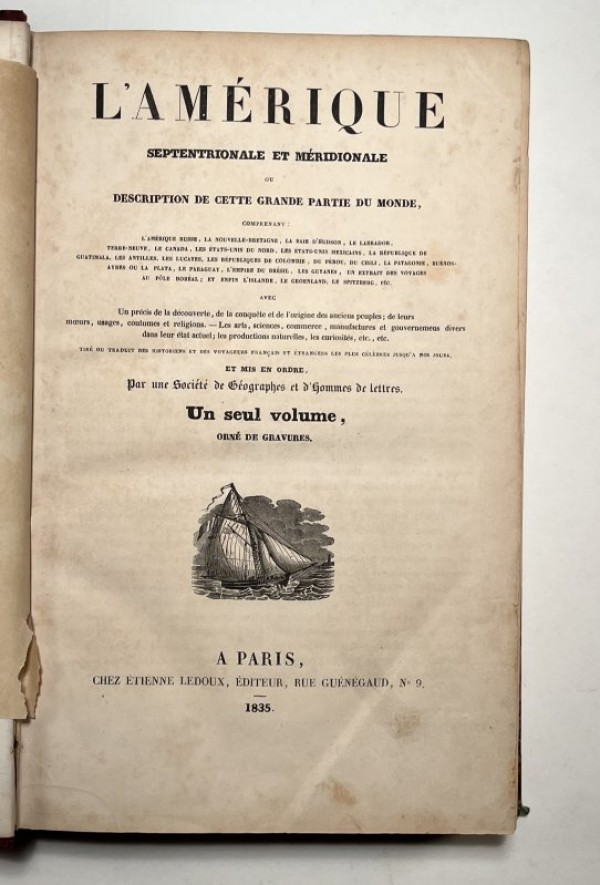 L'AMÉRIQUE
SEPTENTRIONALE ET MÉRIDIONALE
OU
DESCRIPTION DE CETTE GRANDE PARTIE DU MONDE,
COMPRENANT :
L'AMÉRIQUE RUSSE, LA NOUVELLE-BRETAGNE, LA BAIE D'HUDSON, LE LABRADOR,
TERRE-NEUVE, LE CANADA, LES ÉTATS-UNIS DU NORD, LES ÉTATS-UNIS MEXICAINS, LA RÉPUBLIQUE DE
GUATIMALA, LES ANTILLES, LES LUCAYES, LES RÉPUBLIQUES DE COLOMBIE, DU PÉROU, DU CHILI, LA PATAGONIE, BUENOS-
AYRES OU LA PLATA, LE PARAGUAY, L'EMPIRE DU BRÉSIL, LES GUYANES, UN EXTRAIT DES VOYAGES
AU PÔLE BORÉAL; ET ENFIN L'ISLANDE, LE GROENLAND, LE SPITZBERG, etc.
AVEC
Un précis de la découverte, de la conquête et de l'origine des anciens peuples; de leurs
mœurs, usages, coutumes et religions. — Les arts, sciences, commerce, manufactures et gouvernemens divers
dans leur état actuel; les productions naturelles, les curiosités, etc., etc.
TIRÉ OU TRADUIT DES HISTORIENS ET DES VOYAGEURS FRANÇAIS ET ÉTRANGERS LES PLUS CÉLÈBRES JUSQU'A NOS JOURS,
ET MIS EN ORDRE,
Par une Société de Géographes et d'Hommes de lettres.
Un seul volume,
ORNÉ DE GRAVURES.
A PARIS,
CHEZ ÉTIENNE LEDOUX, ÉDITEUR, RUE GUÉNÉGAUD, N° 9.
1835.